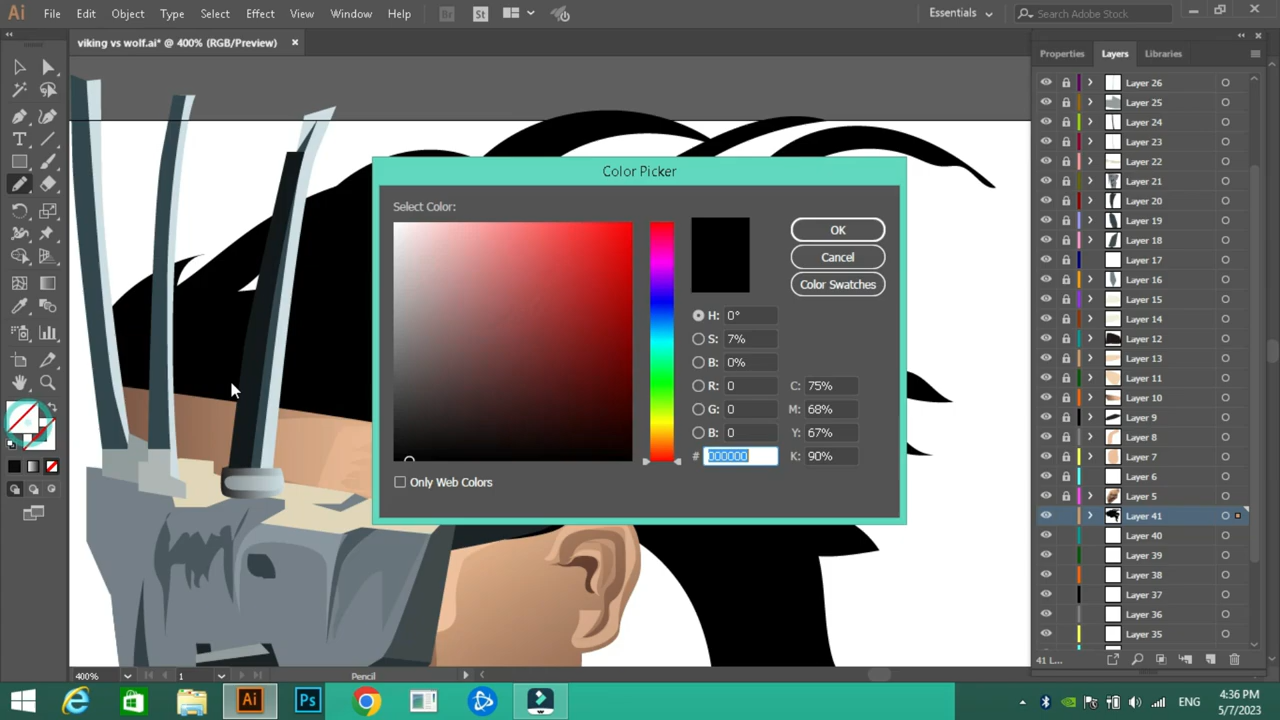 Ai File Edit Object Type Select Effect View Window Help Br St Essentials Search Adobe Stock
viking vs wolf.ai* @ 400% (RGB/Preview)
Properties Layers Libraries
Layer 26
Layer 25
Layer 24
Layer 23
Layer 22
Layer 21
Layer 20
Layer 19
Layer 18
Layer 17
Layer 16
Layer 15
Layer 14
Layer 12
Layer 13
Layer 11
Layer 10
Layer 9
Layer 8
Layer 7
Layer 6
Layer 5
Layer 41
Layer 40
Layer 39
Layer 38
Layer 37
Layer 36
Layer 35
41 L...
Color Picker
Select Color:
OK
Cancel
Color Swatches
H: 0°
S: 7%
B: 0%
R: 0 C: 75%
G: 0 M: 68%
B: 0 Y: 67%
# 000000 K: 90%
Only Web Colors
400% 1 Pencil
Ai Ps ENG
4:36 PM
5/7/2023